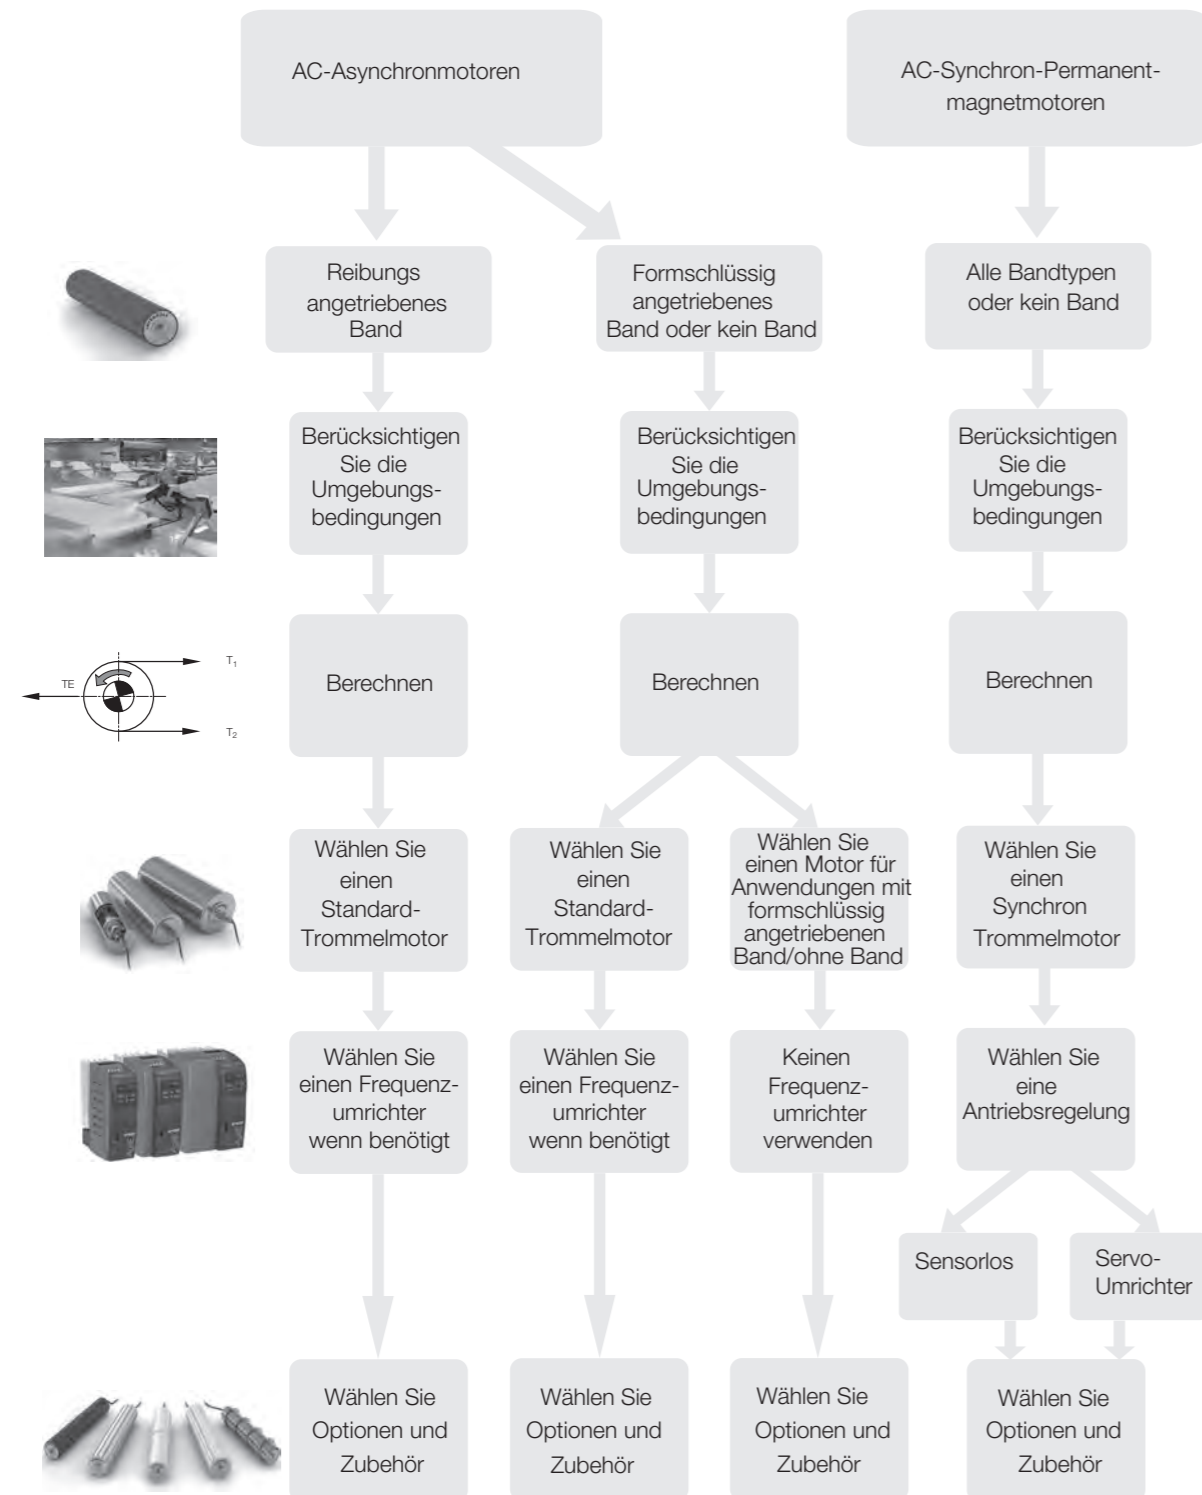 AC-Asynchronmotoren
AC-Synchron-Permanent-
magnetmotoren
Reibungs
angetriebenes
Band
Formschlüssig
angetriebenes
Band oder kein Band
Alle Bandtypen
oder kein Band
Berücksichtigen
Sie die
Umgebungs-
bedingungen
Berücksichtigen
Sie die
Umgebungs-
bedingungen
Berücksichtigen
Sie die
Umgebungs-
bedingungen
T₁
TE
T₂
Berechnen
Berechnen
Berechnen
Wählen Sie
einen
Standard-
Trommelmotor
Wählen Sie
einen
Standard-
Trommelmotor
Wählen Sie
einen Motor für
Anwendungen mit
formschlüssig
angetriebenen
Band/ohne Band
Wählen Sie
einen
Synchron
Trommelmotor
Wählen Sie
einen Frequenz-
umrichter
wenn benötigt
Wählen Sie
einen Frequenz-
umrichter
wenn benötigt
Keinen
Frequenz-
umrichter
verwenden
Wählen Sie
eine
Antriebsregelung
Sensorlos
Servo-
Umrichter
Wählen Sie
Optionen und
Zubehör
Wählen Sie
Optionen und
Zubehör
Wählen Sie
Optionen und
Zubehör
Wählen Sie
Optionen und
Zubehör